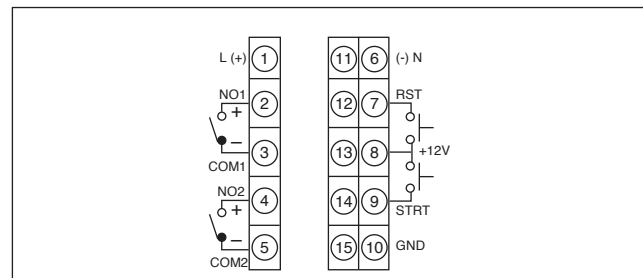 L (+) 1 11 6 (-) N
NO1 + 2 12 7 RST
COM1 − 3 13 8 +12V
NO2 + 4 14 9 STRT
COM2 − 5 15 10 GND